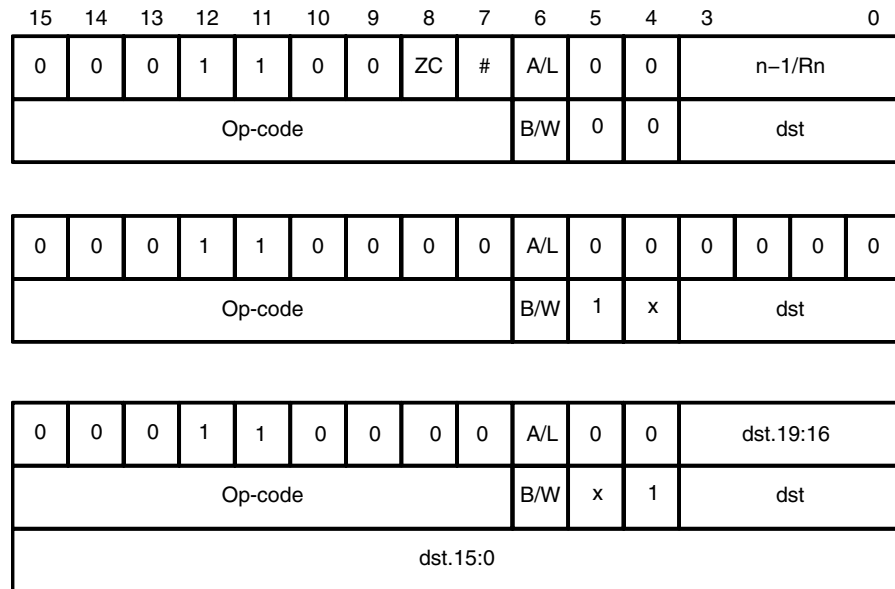 15 14 13 12 11 10 9 8 7 6 5 4 3 0
0 0 0 1 1 0 0 ZC # A/L 0 0 n−1/Rn
Op-code B/W 0 0 dst
0 0 0 1 1 0 0 0 0 A/L 0 0 0 0 0 0
Op-code B/W 1 x dst
0 0 0 1 1 0 0 0 0 A/L 0 0 dst.19:16
Op-code B/W x 1 dst
dst.15:0